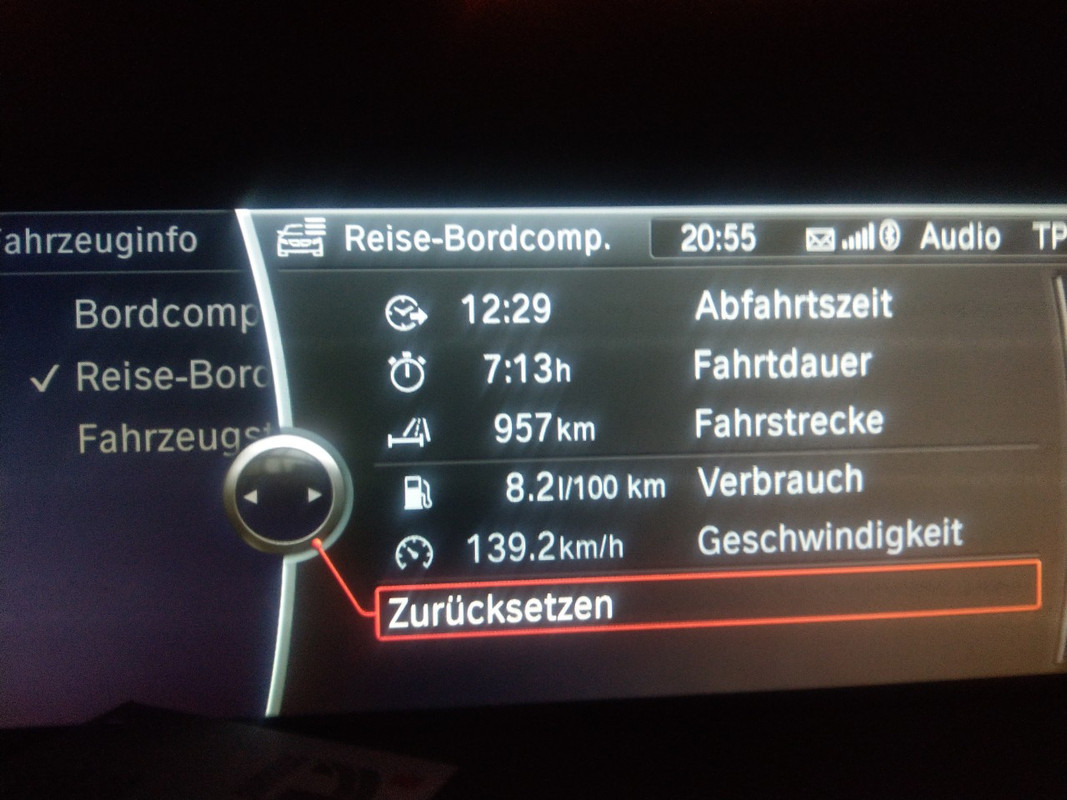 ahrzeuginfo
Reise-Bordcomp. 20:55 Audio TP
Bordcomp
✓ Reise-Bord
Fahrzeugst
12:29 Abfahrtszeit
7:13h Fahrtdauer
957km Fahrstrecke
8.2l/100 km Verbrauch
139.2km/h Geschwindigkeit
Zurücksetzen